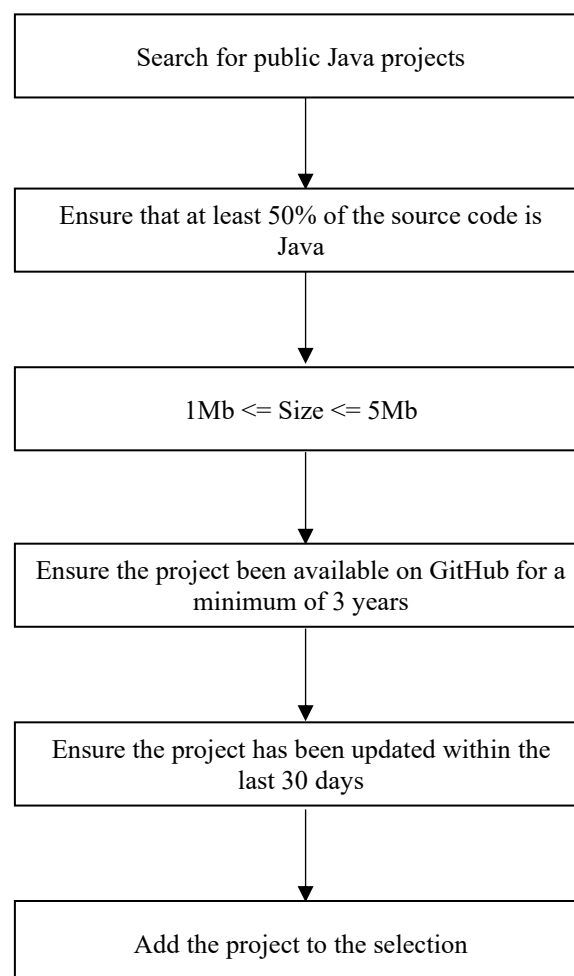 Search for public Java projects
Ensure that at least 50% of the source code is
Java
1Mb <= Size <= 5Mb
Ensure the project been available on GitHub for a
minimum of 3 years
Ensure the project has been updated within the
last 30 days
Add the project to the selection